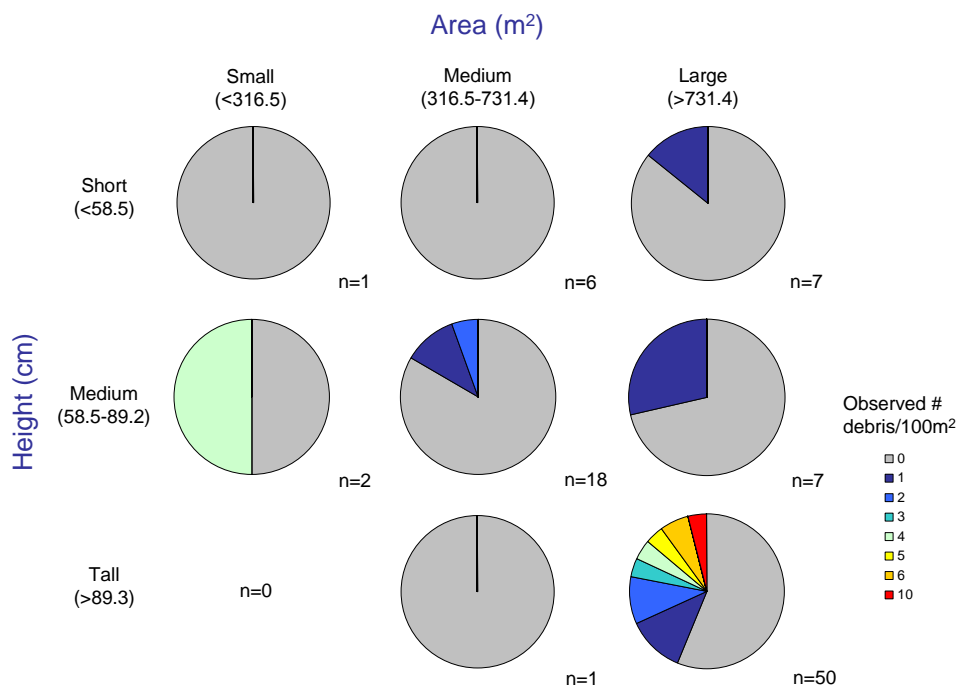 Area (m²)
Small
(<316.5)
Medium
(316.5-731.4)
Large
(>731.4)
Height (cm)
Short
(<58.5)
n=1
n=6
n=7
Medium
(58.5-89.2)
n=2
n=18
n=7
Tall
(>89.3)
n=0
n=1
n=50
Observed #
debris/100m²
0
1
2
3
4
5
6
10